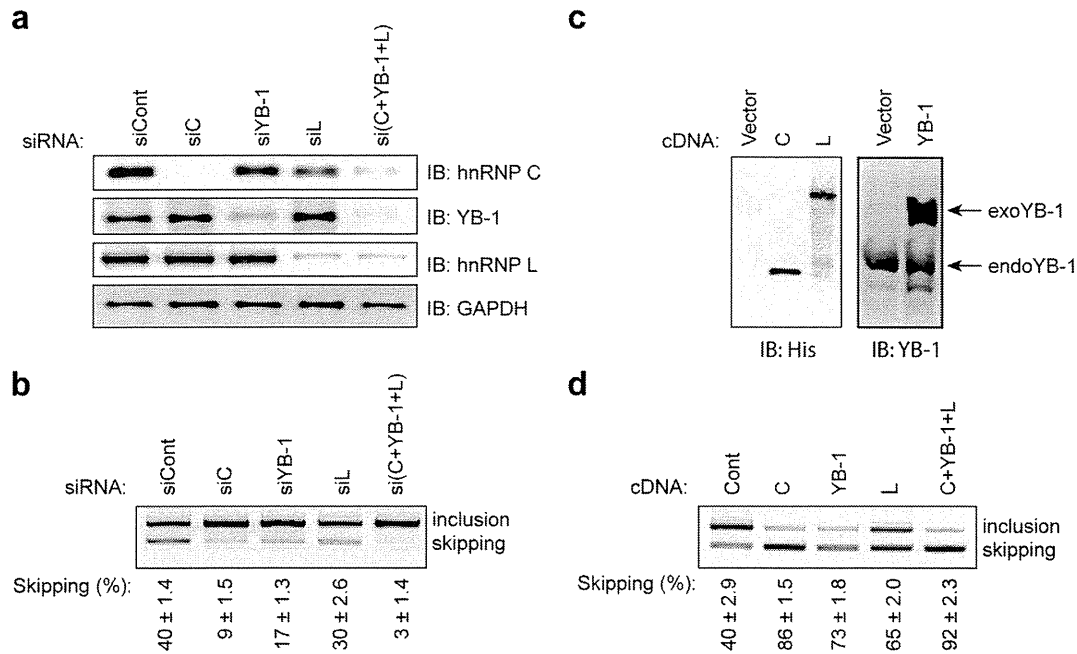 a
siRNA:
siCont
siC
siYB-1
siL
si(C+YB-1+L)
IB: hnRNP C
IB: YB-1
IB: hnRNP L
IB: GAPDH
b
siRNA:
siCont
siC
siYB-1
siL
si(C+YB-1+L)
inclusion
skipping
Skipping (%):
40 ± 1.4
9 ± 1.5
17 ± 1.3
30 ± 2.6
3 ± 1.4
c
cDNA:
Vector
C
L
Vector
YB-1
exoYB-1
endoYB-1
IB: His
IB: YB-1
d
cDNA:
Cont
C
YB-1
L
C+YB-1+L
inclusion
skipping
Skipping (%):
40 ± 2.9
86 ± 1.5
73 ± 1.8
65 ± 2.0
92 ± 2.3